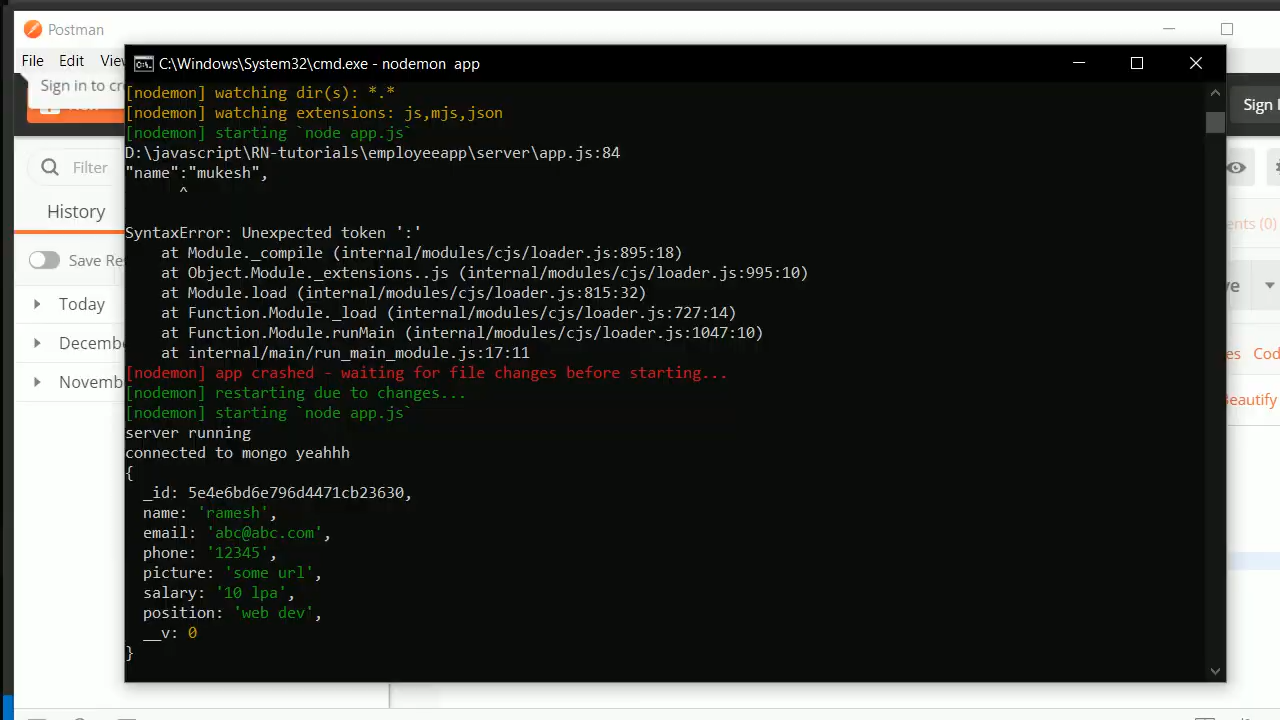 Postman
File Edit
C:\Windows\System32\cmd.exe - nodemon  app
Sign in to
Sign
[nodemon] watching dir(s): *.*
[nodemon] watching extensions: js,mjs,json
[nodemon] starting `node app.js`
D:\javascript\RN-tutorials\employeeapp\server\app.js:84
"name":"mukesh",
^
SyntaxError: Unexpected token ':'
at Module._compile (internal/modules/cjs/loader.js:895:18)
at Object.Module._extensions..js (internal/modules/cjs/loader.js:995:10)
at Module.load (internal/modules/cjs/loader.js:815:32)
at Function.Module._load (internal/modules/cjs/loader.js:727:14)
at Function.Module.runMain (internal/modules/cjs/loader.js:1047:10)
at internal/main/run_main_module.js:17:11
[nodemon] app crashed - waiting for file changes before starting...
[nodemon] restarting due to changes...
[nodemon] starting `node app.js`
server running
connected to mongo yeahhh
{
_id: 5e4e6bd6e796d4471cb23630,
name: 'ramesh',
email: 'abc@abc.com',
phone: '12345',
picture: 'some url',
salary: '10 lpa',
position: 'web dev',
__v: 0
}
Filter
History
Save
Today
(0)
Beautify